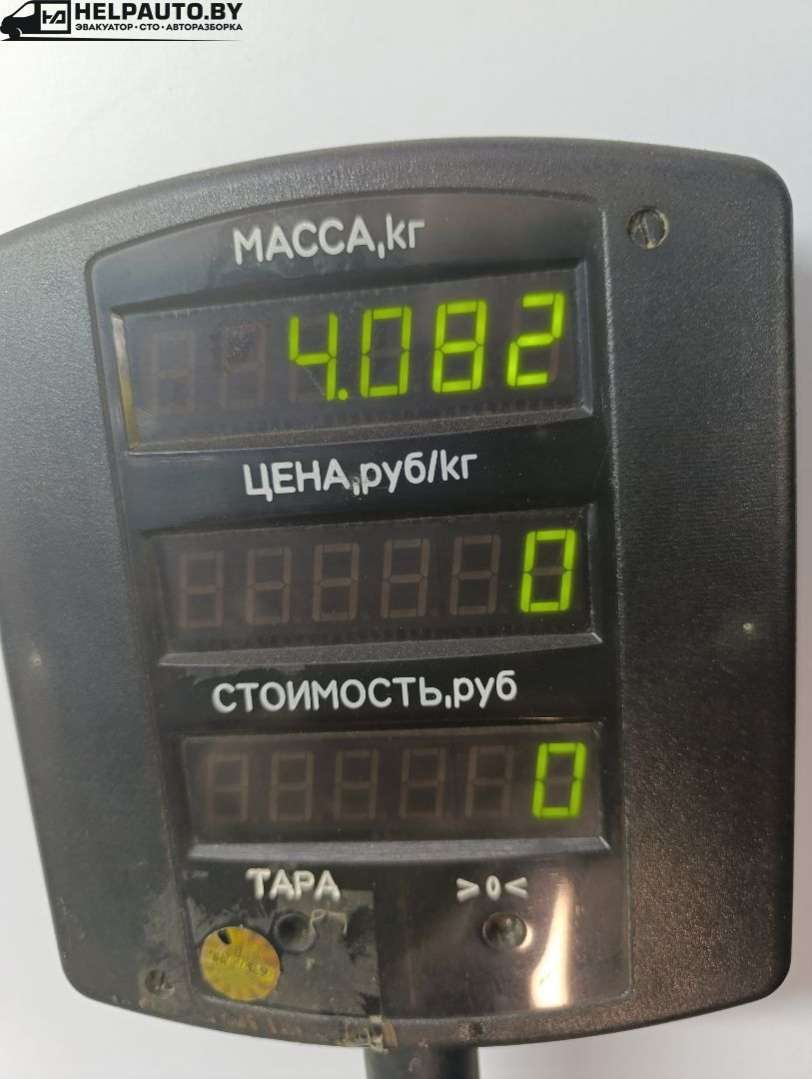 HELPAUTO.BY
ЭВАКУАТОР • СТО • АВТОРАЗБОРКА
МАССА,кг
4.082
ЦЕНА,руб/кг
0
СТОИМОСТЬ,руб
0
ТАРА >0<